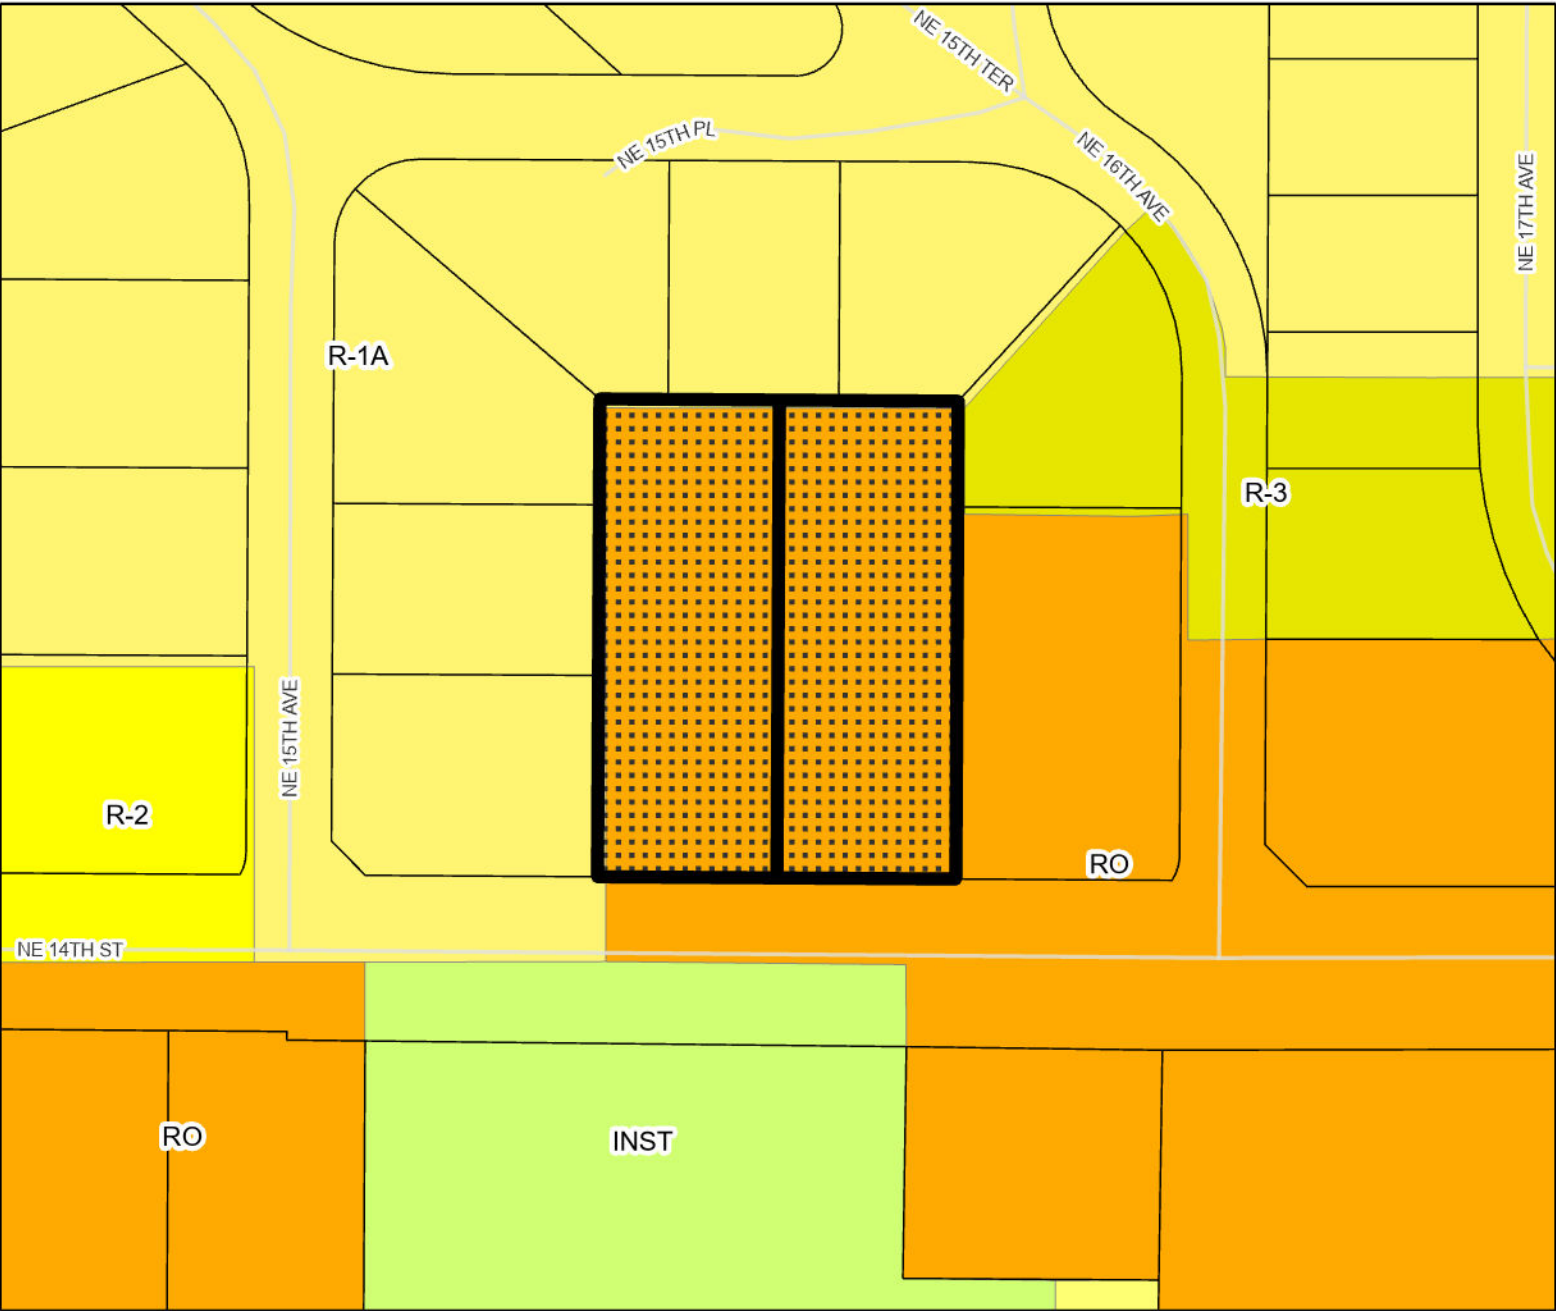 NE 15TH TER
NE 15TH PL
NE 16TH AVE
NE 17TH AVE
R-1A
R-3
NE 15TH AVE
R-2
RO
NE 14TH ST
RO
INST